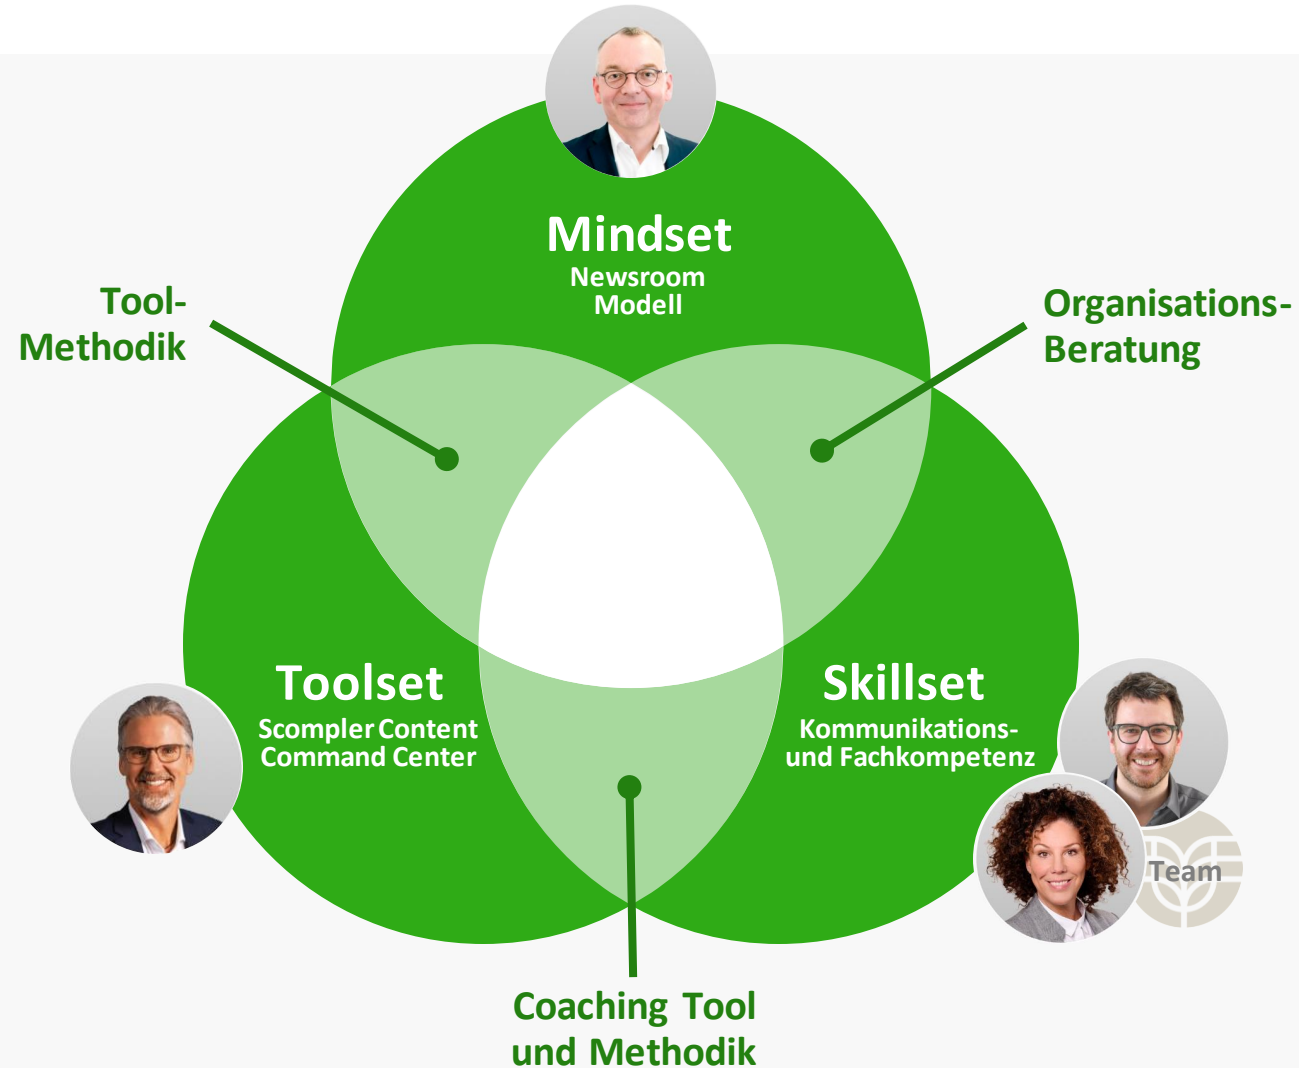 Mindset
Newsroom
Modell
Tool-
Methodik
Organisations-
Beratung
Toolset
Scompler Content
Command Center
Skillset
Kommunikations-
und Fachkompetenz
Team
Coaching Tool
und Methodik